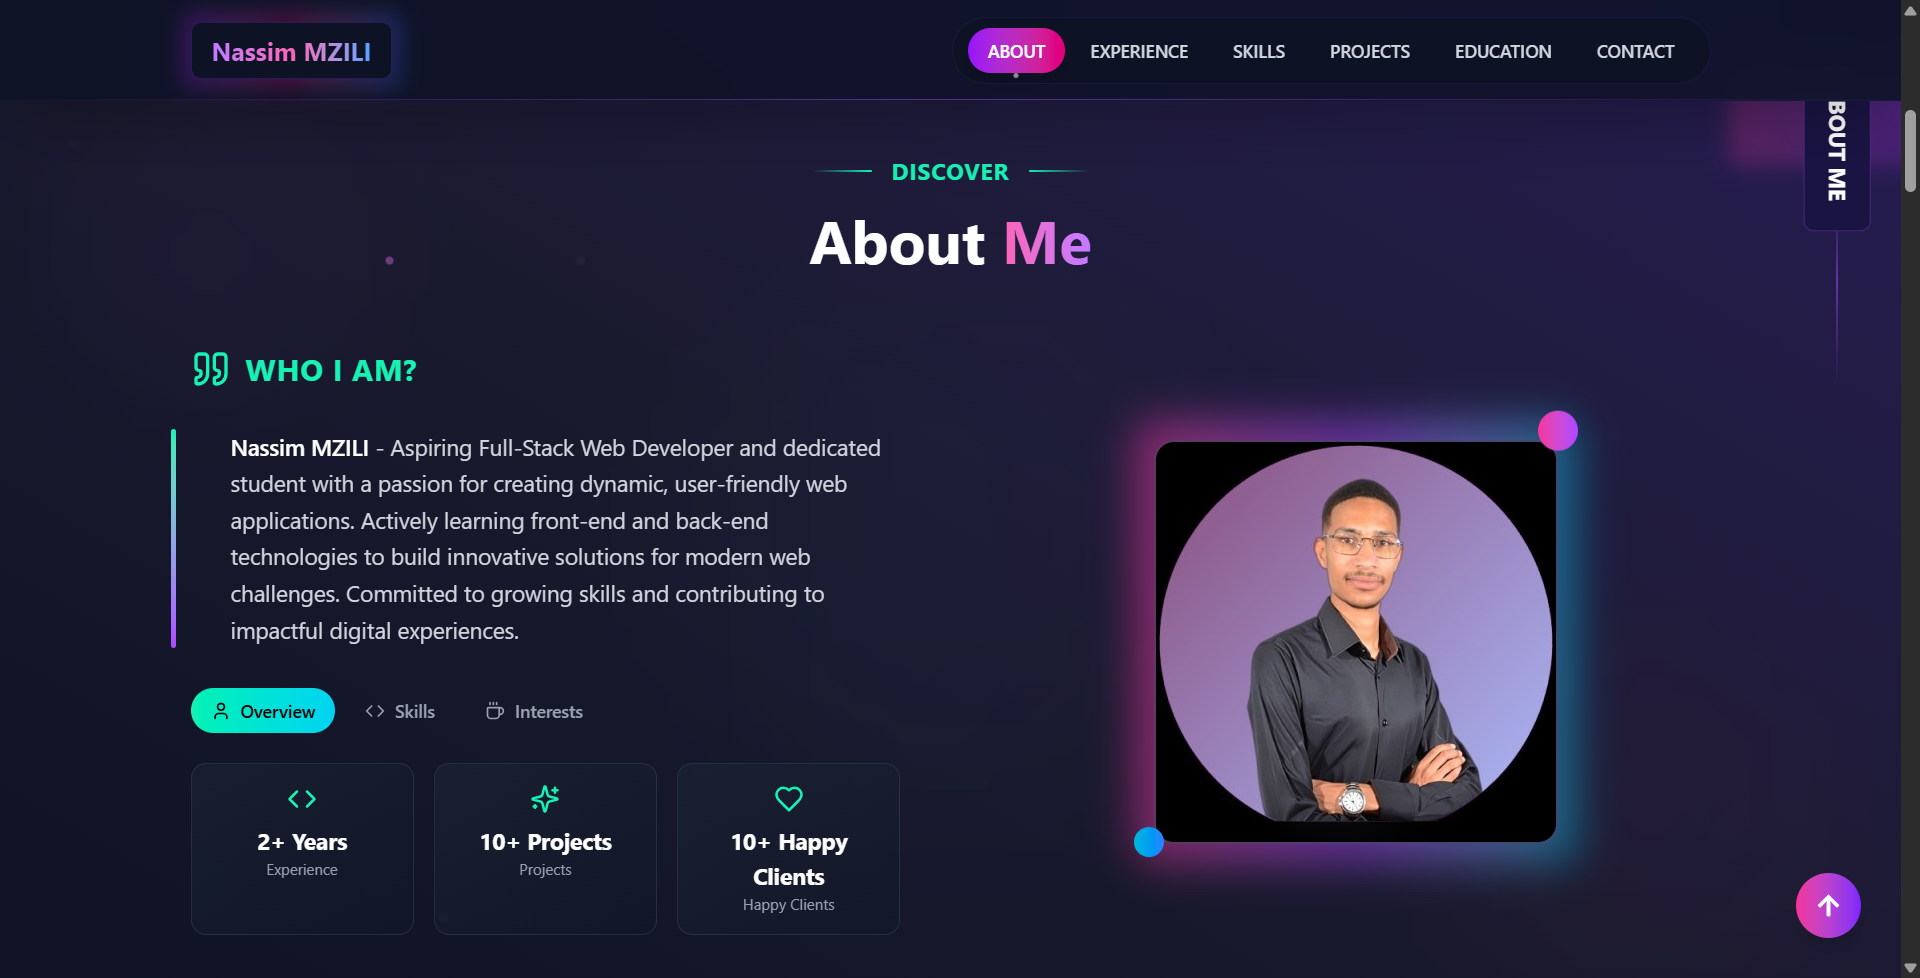 Nassim MZILI
ABOUT
EXPERIENCE
SKILLS
PROJECTS
EDUCATION
CONTACT
BOUT ME
DISCOVER
About Me
WHO I AM?
Nassim MZILI - Aspiring Full-Stack Web Developer and dedicated
student with a passion for creating dynamic, user-friendly web
applications. Actively learning front-end and back-end
technologies to build innovative solutions for modern web
challenges. Committed to growing skills and contributing to
impactful digital experiences.
Overview
Skills
Interests
2+ Years
Experience
10+ Projects
Projects
10+ Happy
Clients
Happy Clients